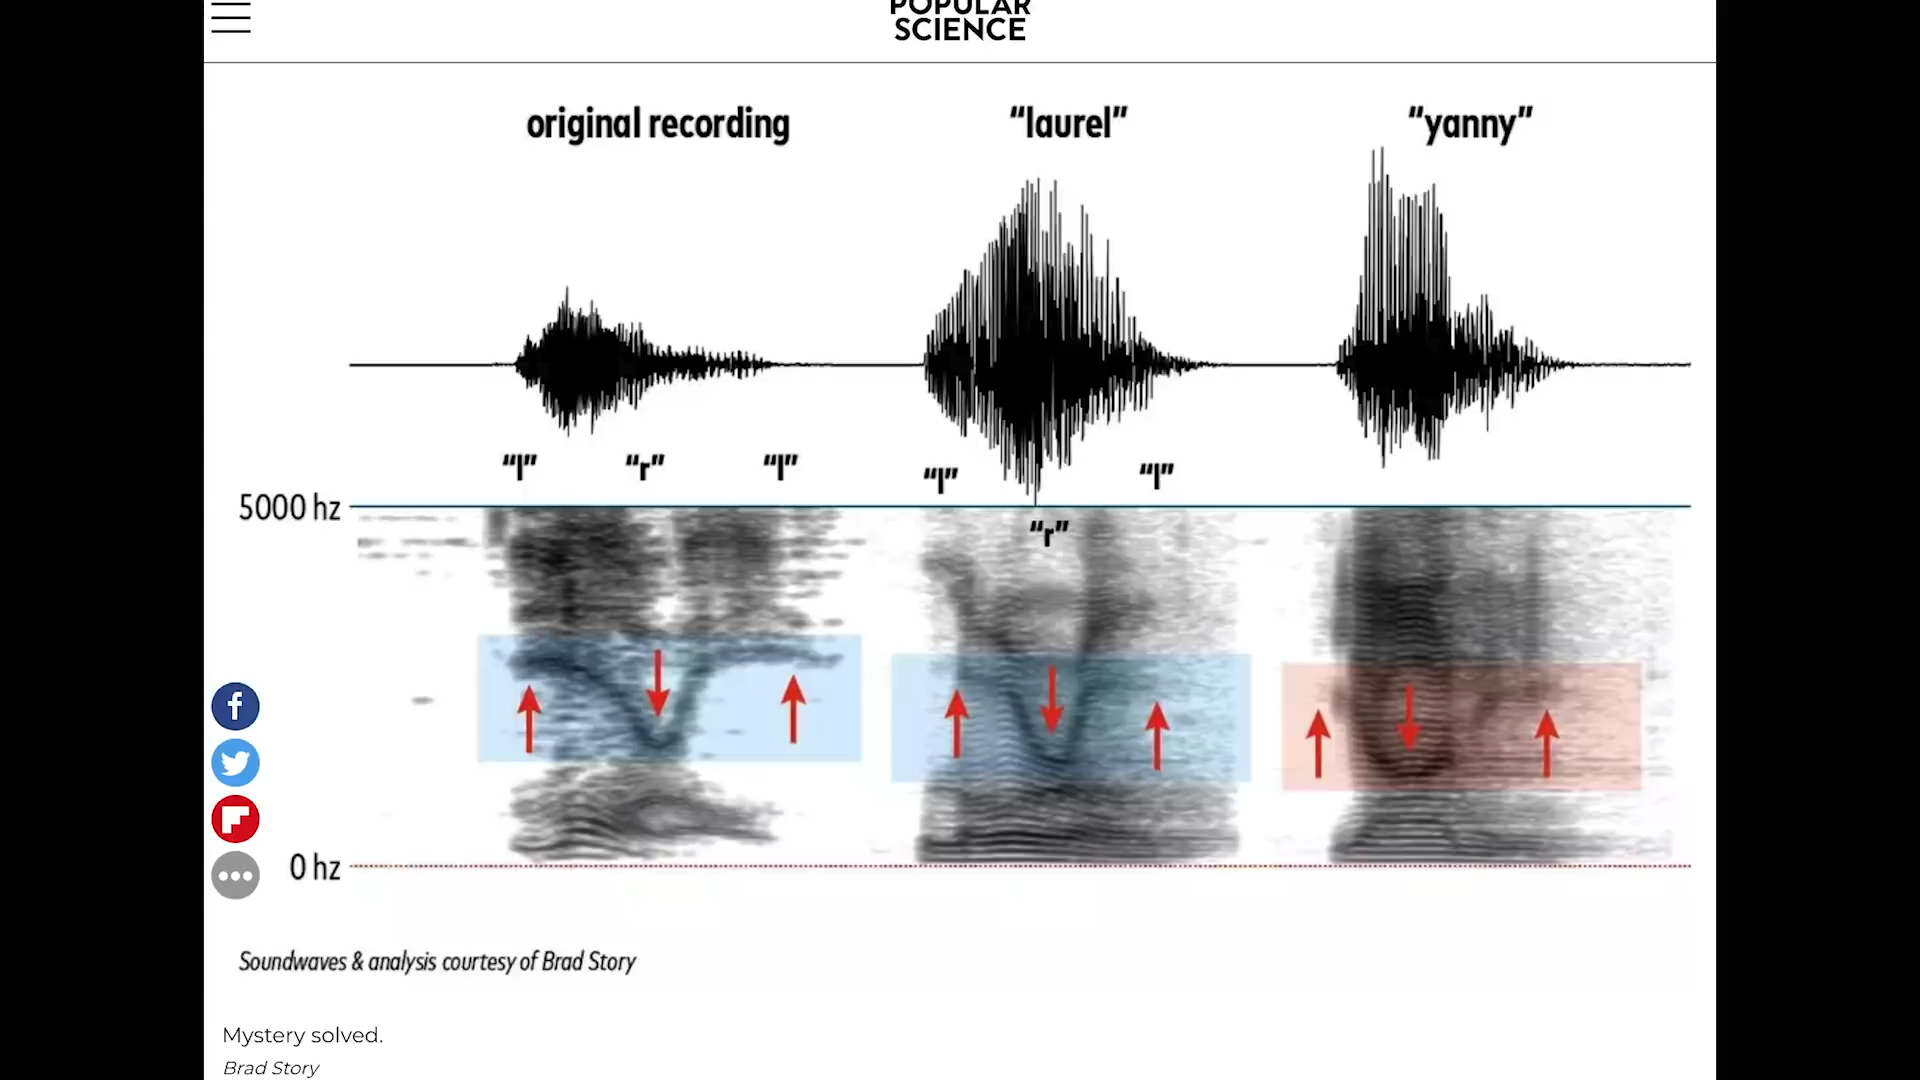 POPULAR
SCIENCE
original recording
“laurel”
“yanny”
“l”
“r”
“l”
“l”
“l”
5000 hz
“r”
0 hz
Soundwaves & analysis courtesy of Brad Story
Mystery solved.
Brad Story